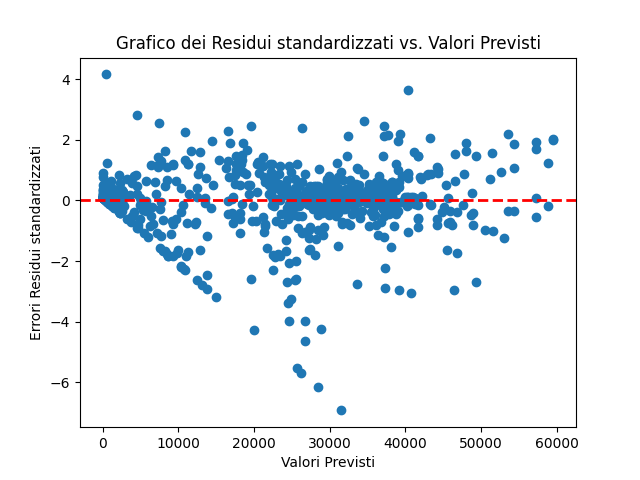 Grafico dei Residui standardizzati vs. Valori Previsti
Errori Residui standardizzati
4
2
0
−2
−4
−6
0 10000 20000 30000 40000 50000 60000
Valori Previsti